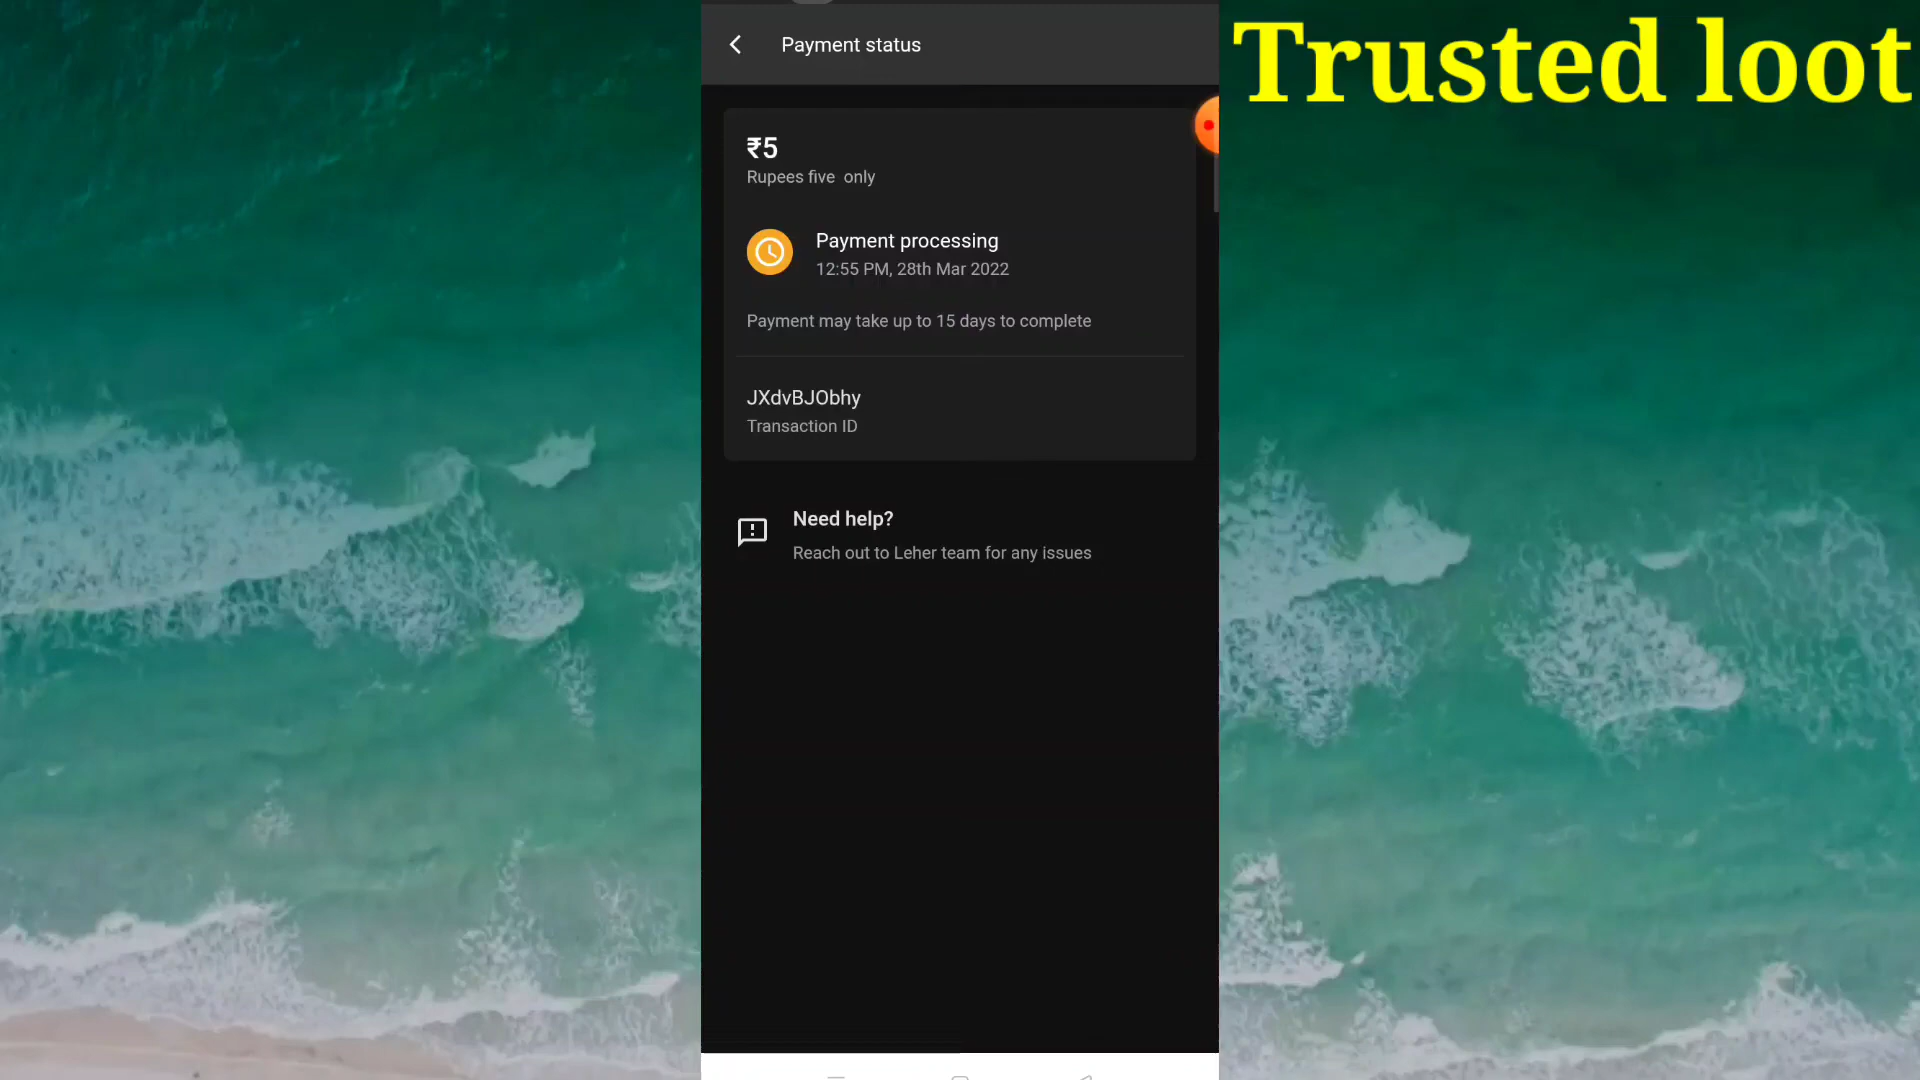 Trusted loot
Payment status
₹5
Rupees five only
Payment processing
12:55 PM, 28th Mar 2022
Payment may take up to 15 days to complete
JXdvBJObhy
Transaction ID
Need help?
Reach out to Leher team for any issues